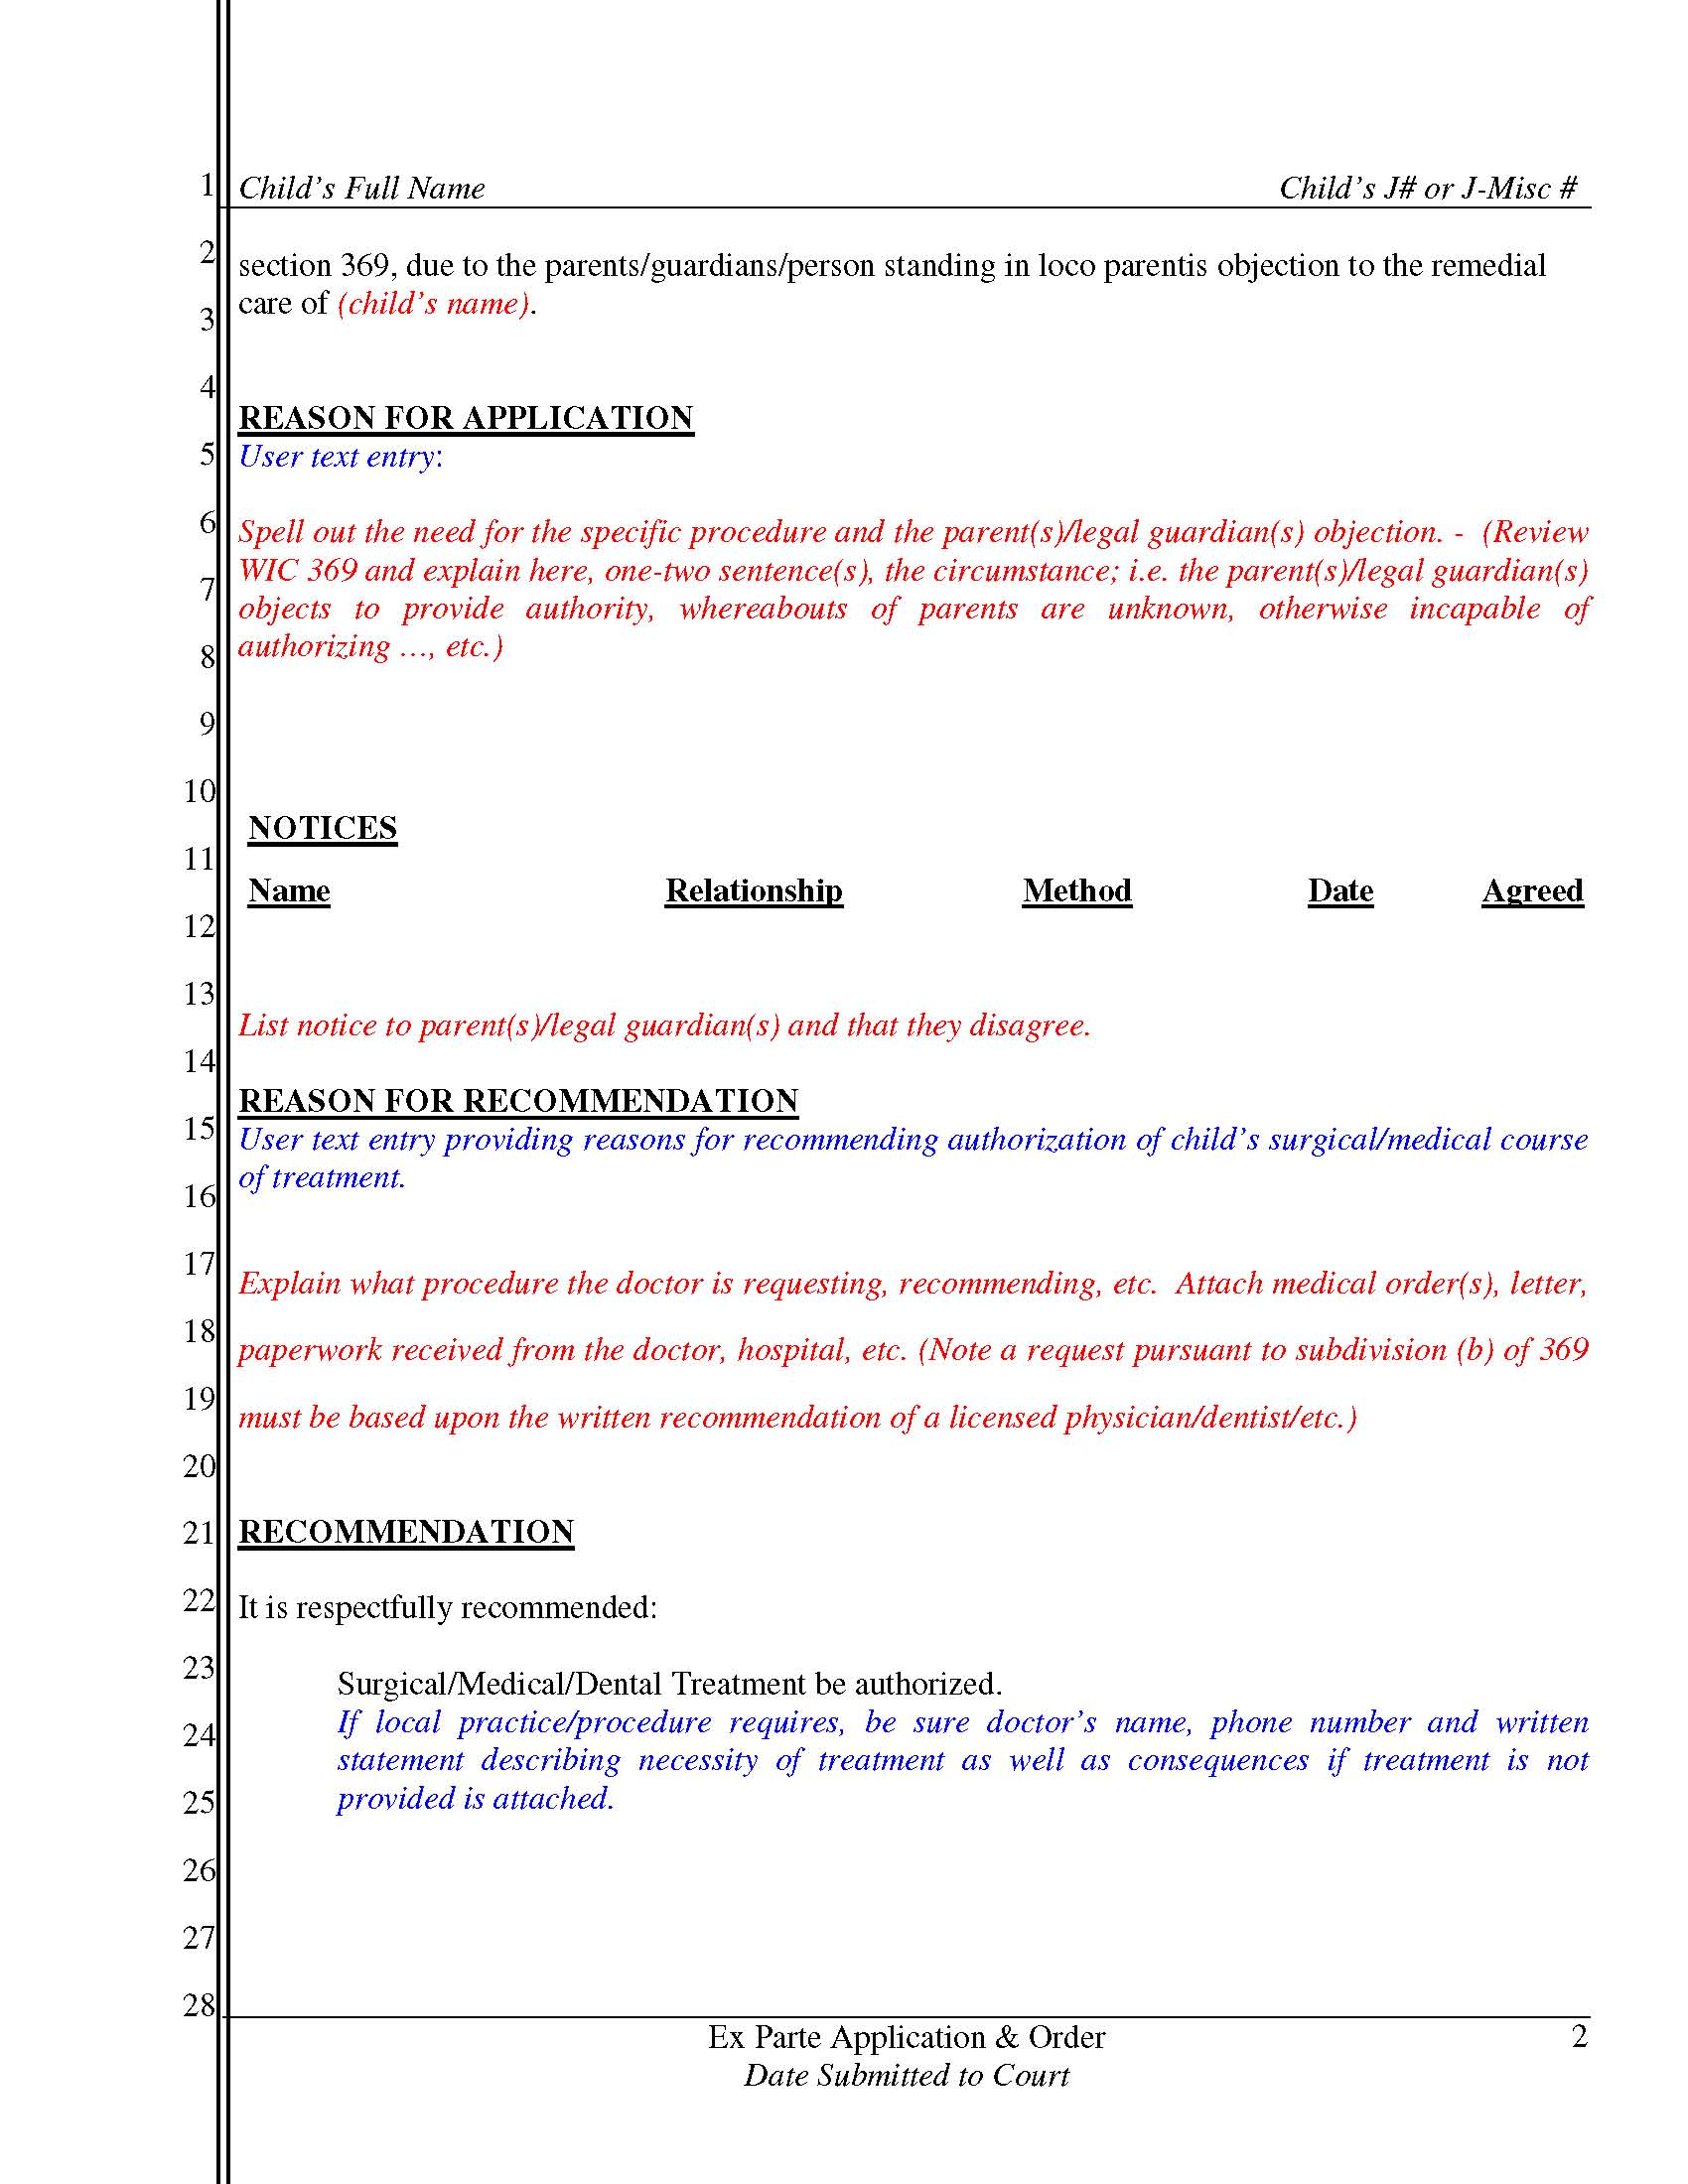 1 Child's Full Name Child's J# or J-Misc #
2 section 369, due to the parents/guardians/person standing in loco parentis objection to the remedial
3 care of (child's name).
4
REASON FOR APPLICATION
5 User text entry:
6 Spell out the need for the specific procedure and the parent(s)/legal guardian(s) objection. - (Review
7 WIC 369 and explain here, one-two sentence(s), the circumstance; i.e. the parent(s)/legal guardian(s)
objects to provide authority, whereabouts of parents are unknown, otherwise incapable of
8 authorizing …, etc.)
9
10
NOTICES
11
Name Relationship Method Date Agreed
12
13
List notice to parent(s)/legal guardian(s) and that they disagree.
14
REASON FOR RECOMMENDATION
15 User text entry providing reasons for recommending authorization of child's surgical/medical course
16 of treatment.
17 Explain what procedure the doctor is requesting, recommending, etc. Attach medical order(s), letter,
18 paperwork received from the doctor, hospital, etc. (Note a request pursuant to subdivision (b) of 369
19 must be based upon the written recommendation of a licensed physician/dentist/etc.)
20
21 RECOMMENDATION
22 It is respectfully recommended:
23 Surgical/Medical/Dental Treatment be authorized.
24 If local practice/procedure requires, be sure doctor's name, phone number and written
statement describing necessity of treatment as well as consequences if treatment is not
25 provided is attached.
26
27
28
Ex Parte Application & Order 2
Date Submitted to Court